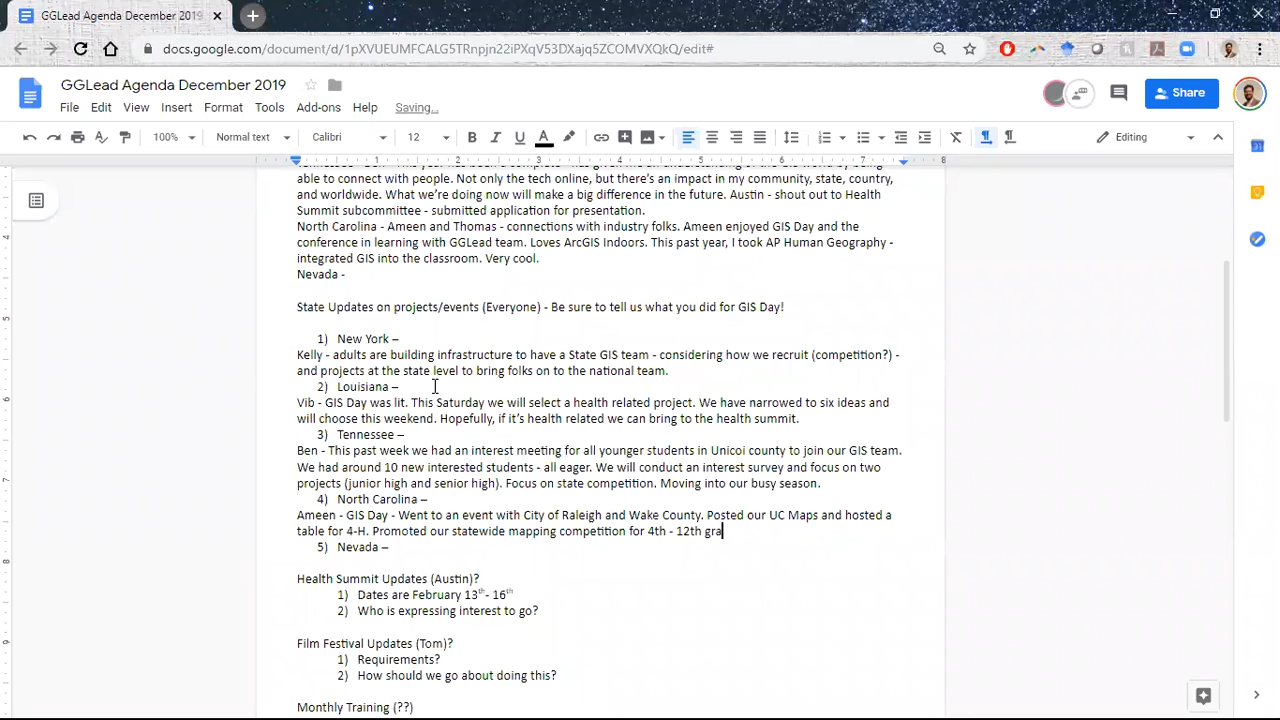 GGLead Agenda December 2019
docs.google.com/document/d/1pXVUEUMFCALG5TRnpjn22iPXqV53DXajq5ZCOMVXQkQ/edit#
GGLead Agenda December 2019
File Edit View Insert Format Tools Add-ons Help Saving...
Share
100% Normal text Calibri 12 B I U A Editing
1 2 3 4 5 6 7 8
able to connect with people. Not only the tech online, but there's an impact in my community, state, country,
and worldwide. What we're doing now will make a big difference in the future. Austin - shout out to Health
Summit subcommittee - submitted application for presentation.
North Carolina - Ameen and Thomas - connections with industry folks. Ameen enjoyed GIS Day and the
conference in learning with GGLead team. Loves ArcGIS Indoors. This past year, I took AP Human Geography -
integrated GIS into the classroom. Very cool.
Nevada -
State Updates on projects/events (Everyone) - Be sure to tell us what you did for GIS Day!
1) New York –
Kelly - adults are building infrastructure to have a State GIS team - considering how we recruit (competition?) -
and projects at the state level to bring folks on to the national team.
2) Louisiana –
Vib - GIS Day was lit. This Saturday we will select a health related project. We have narrowed to six ideas and
will choose this weekend. Hopefully, if it's health related we can bring to the health summit.
3) Tennessee –
Ben - This past week we had an interest meeting for all younger students in Unicoi county to join our GIS team.
We had around 10 new interested students - all eager. We will conduct an interest survey and focus on two
projects (junior high and senior high). Focus on state competition. Moving into our busy season.
4) North Carolina –
Ameen - GIS Day - Went to an event with City of Raleigh and Wake County. Posted our UC Maps and hosted a
table for 4-H. Promoted our statewide mapping competition for 4th - 12th gra
5) Nevada –
Health Summit Updates (Austin)?
1) Dates are February 13th- 16th
2) Who is expressing interest to go?
Film Festival Updates (Tom)?
1) Requirements?
2) How should we go about doing this?
Monthly Training (??)
4
5
6
7
8
9